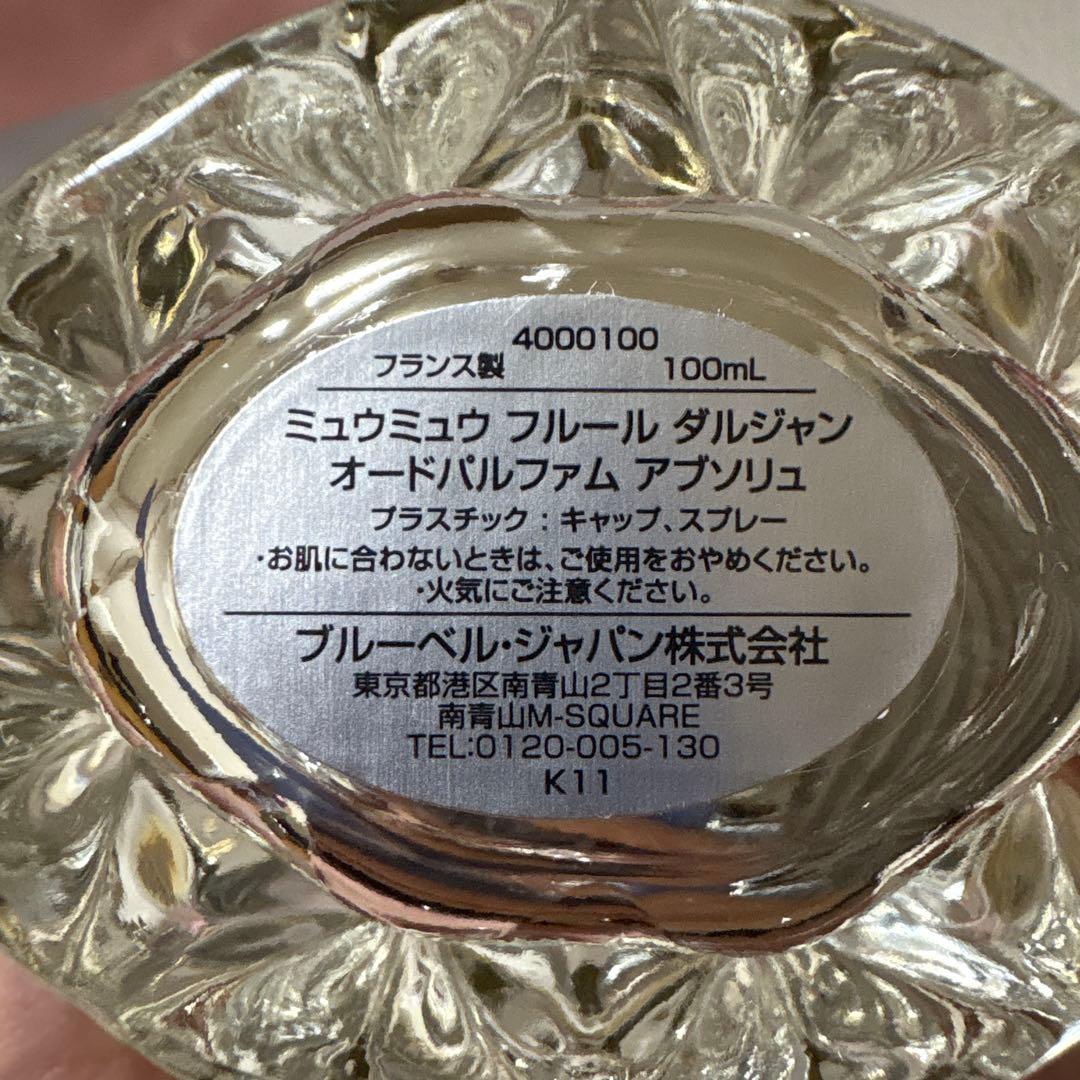 4000100
フランス製 100mL
ミュウミュウ フルール ダルジャン
オードパルファム アブソリュ
プラスチック：キャップ、スプレー
・お肌に合わないときは、ご使用をおやめください。
・火気にご注意ください。
ブルーベル・ジャパン株式会社
東京都港区南青山2丁目2番3号
南青山M-SQUARE
TEL:0120-005-130
K11